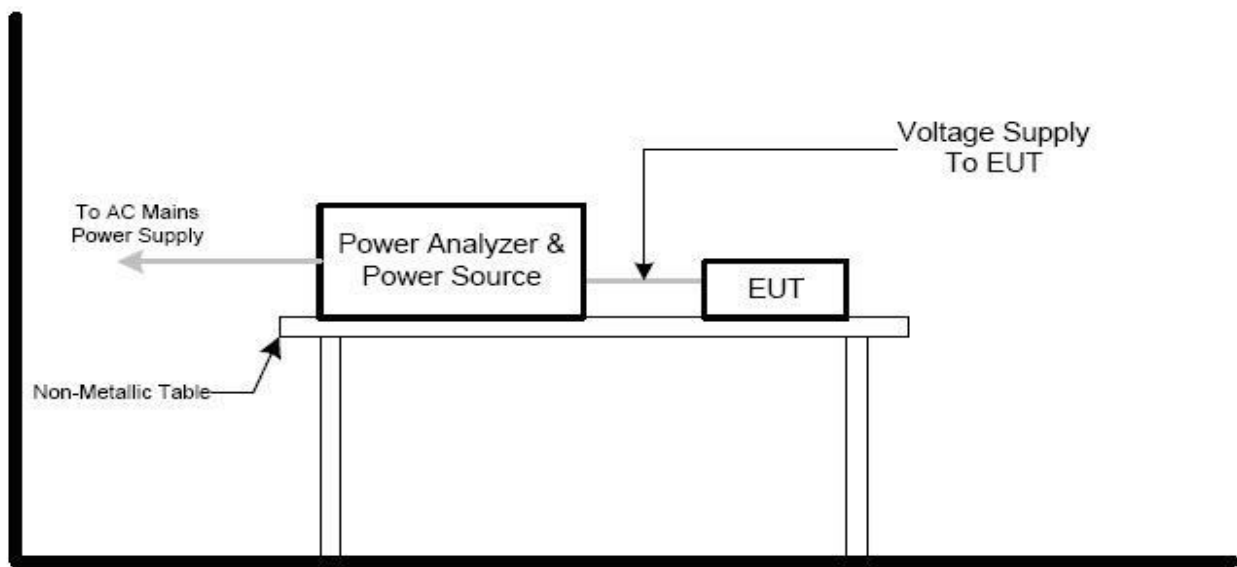 Voltage Supply
To EUT
To AC Mains
Power Supply
Power Analyzer &
Power Source
EUT
Non-Metallic Table